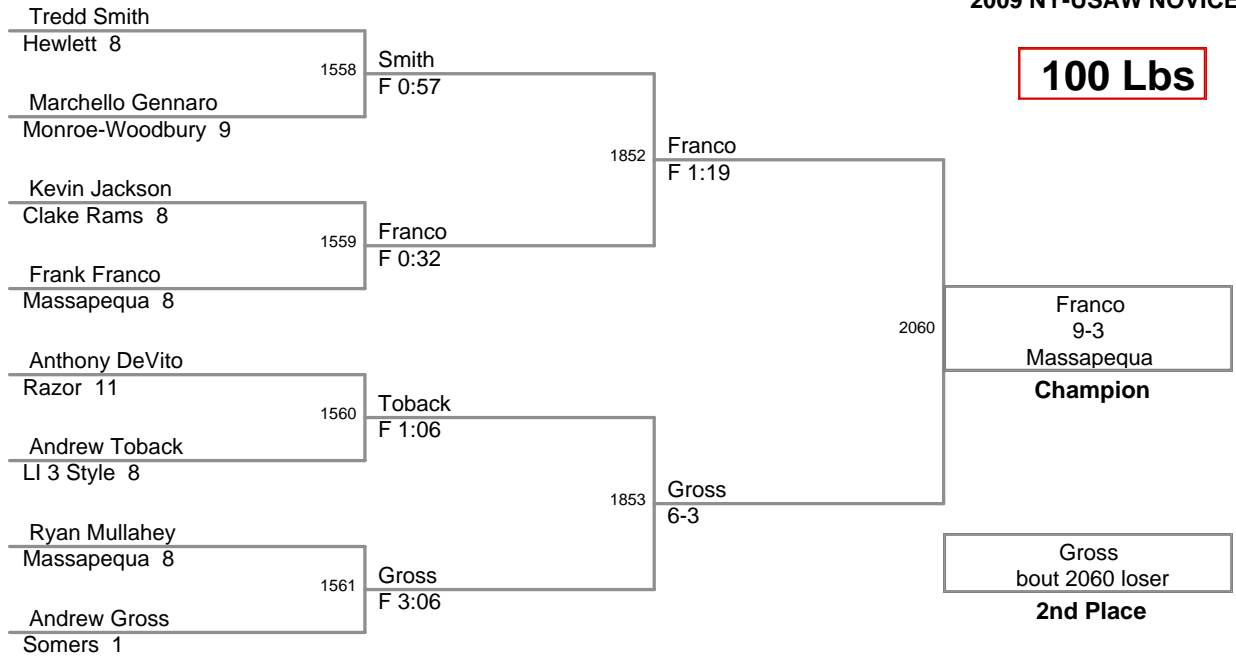 2009 NY-USAW NOVICE
100 Lbs
Tredd Smith
Hewlett 8
1558
Smith
F 0:57
Marchello Gennaro
Monroe-Woodbury 9
1852
Franco
F 1:19
Kevin Jackson
Clake Rams 8
1559
Franco
F 0:32
Frank Franco
Massapequa 8
2060
Franco
9-3
Massapequa
Champion
Anthony DeVito
Razor 11
1560
Toback
F 1:06
Andrew Toback
LI 3 Style 8
1853
Gross
6-3
Ryan Mullahey
Massapequa 8
1561
Gross
F 3:06
Andrew Gross
Somers 1
Gross
bout 2060 loser
2nd Place